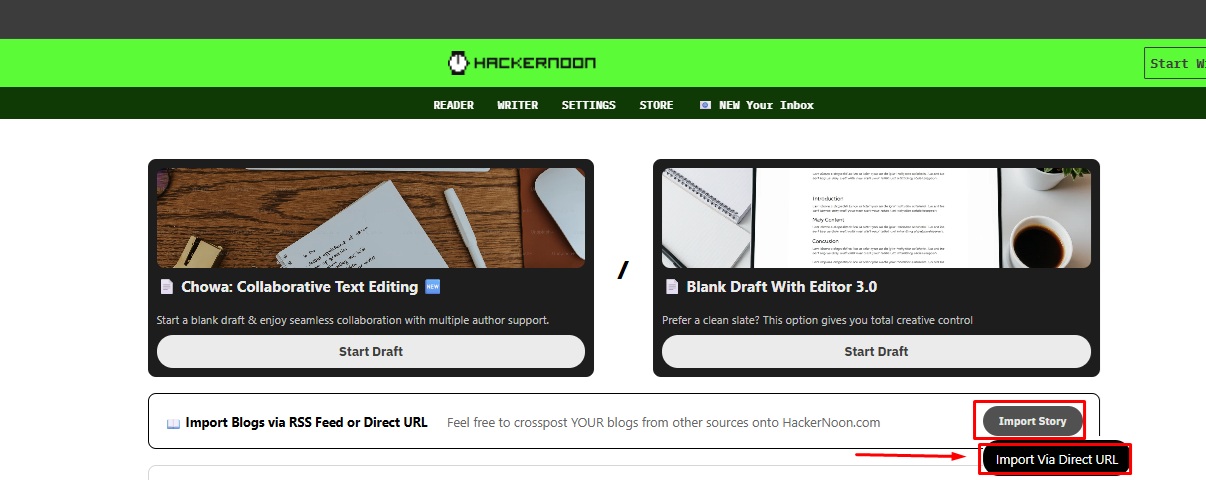 HACKERNOON
Start
READER WRITER SETTINGS STORE NEW Your Inbox
Introduction
Conclusion
Chowa: Collaborative Text Editing NEW
Start a blank draft & enjoy seamless collaboration with multiple author support.
Start Draft
/
Blank Draft With Editor 3.0
Prefer a clean slate? This option gives you total creative control
Start Draft
Import Blogs via RSS Feed or Direct URL Feel free to crosspost YOUR blogs from other sources onto HackerNoon.com Import Story
Import Via Direct URL